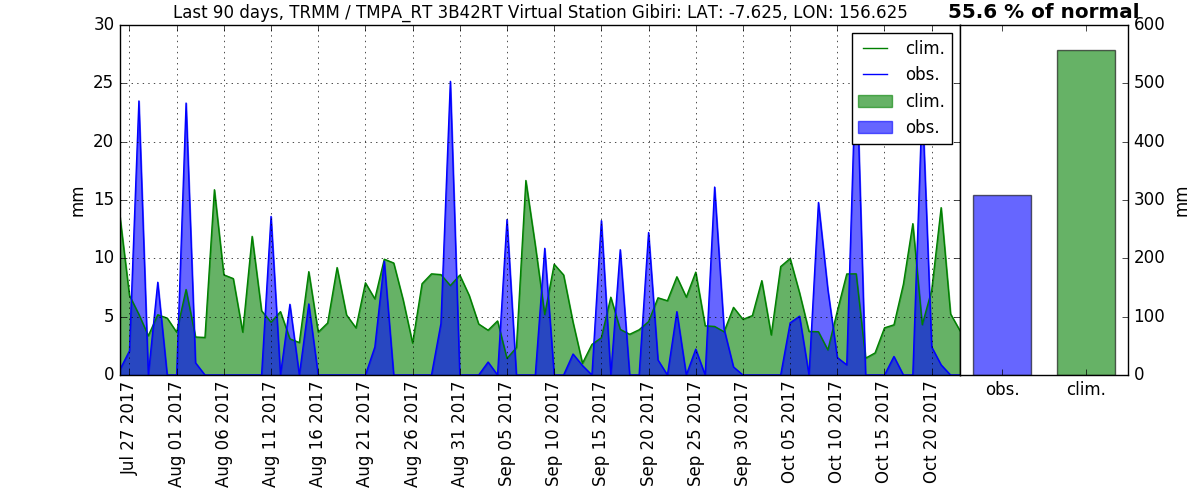 Last 90 days, TRMM / TMPA_RT 3B42RT Virtual Station Gibiri: LAT: -7.625, LON: 156.625
55.6 % of normal
30
25
20
15
10
5
0
mm
clim.
obs.
clim.
obs.
600
500
400
300
200
100
0
mm
obs.
clim.
Jul 27 2017
Aug 01 2017
Aug 06 2017
Aug 11 2017
Aug 16 2017
Aug 21 2017
Aug 26 2017
Aug 31 2017
Sep 05 2017
Sep 10 2017
Sep 15 2017
Sep 20 2017
Sep 25 2017
Sep 30 2017
Oct 05 2017
Oct 10 2017
Oct 15 2017
Oct 20 2017